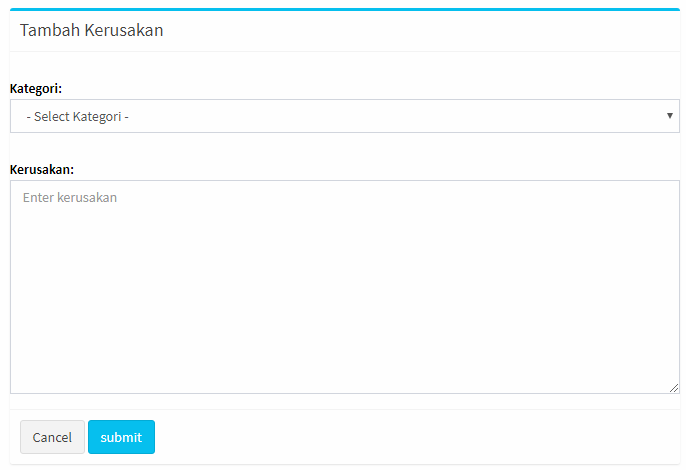 Tambah Kerusakan
Kategori:
- Select Kategori -
Kerusakan:
Enter kerusakan
Cancel submit